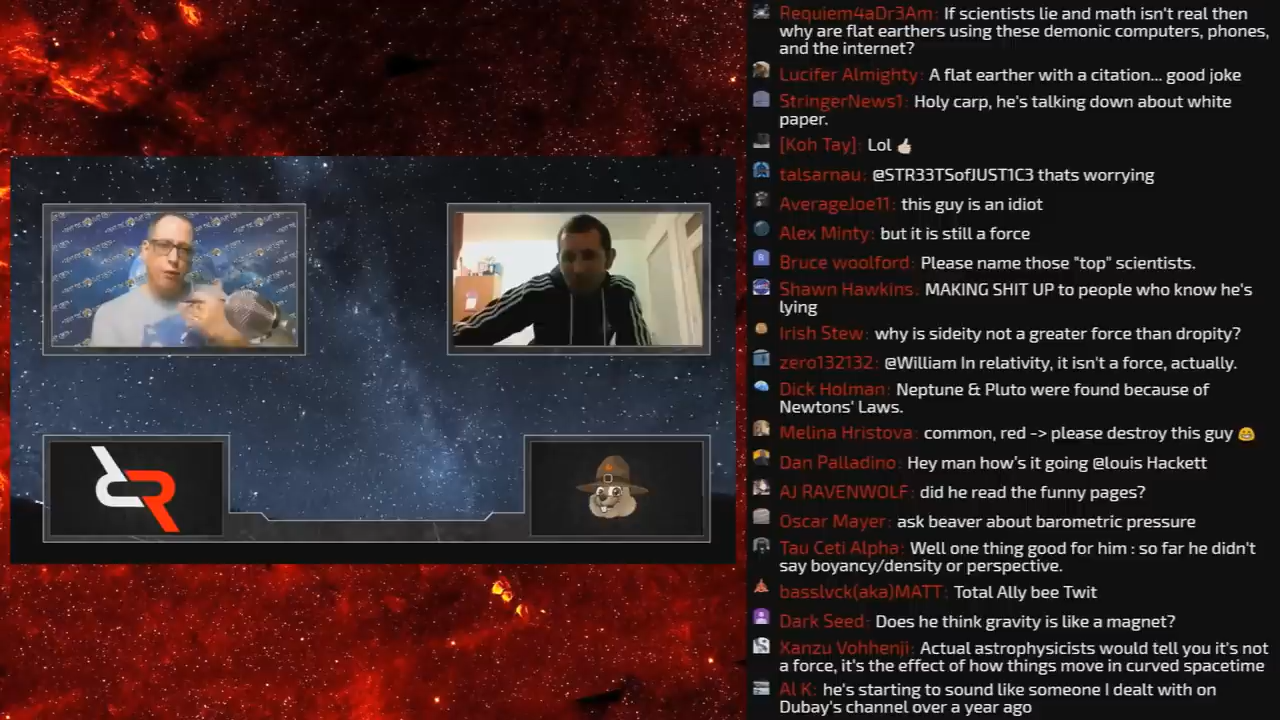 Requiem4aDr3Am: If scientists lie and math isn't real then
why are flat earthers using these demonic computers, phones,
and the internet?
Lucifer Almighty: A flat earther with a citation... good joke
StringerNews1: Holy carp, he's talking down about white
paper.
[Koh Tay]: Lol 👍
talsarnau: @STR33TSofJUST1C3 thats worrying
AverageJoe11: this guy is an idiot
Alex Minty: but it is still a force
Bruce woolford: Please name those "top" scientists.
Shawn Hawkins: MAKING SHIT UP to people who know he's
lying
Irish Stew: why is sideity not a greater force than dropity?
zero132132: @William In relativity, it isn't a force, actually.
Dick Holman: Neptune & Pluto were found because of
Newtons' Laws.
Melina Hristova: common, red -> please destroy this guy 😂
Dan Palladino: Hey man how's it going @louis Hackett
AJ RAVENWOLF: did he read the funny pages?
Oscar Mayer: ask beaver about barometric pressure
Tau Ceti Alpha: Well one thing good for him : so far he didn't
say boyancy/density or perspective.
basslvck(aka)MATT: Total Ally bee Twit
Dark Seed: Does he think gravity is like a magnet?
Xanzu Vohhenji: Actual astrophysicists would tell you it's not
a force, it's the effect of how things move in curved spacetime
Al K: he's starting to sound like someone I dealt with on
Dubay's channel over a year ago